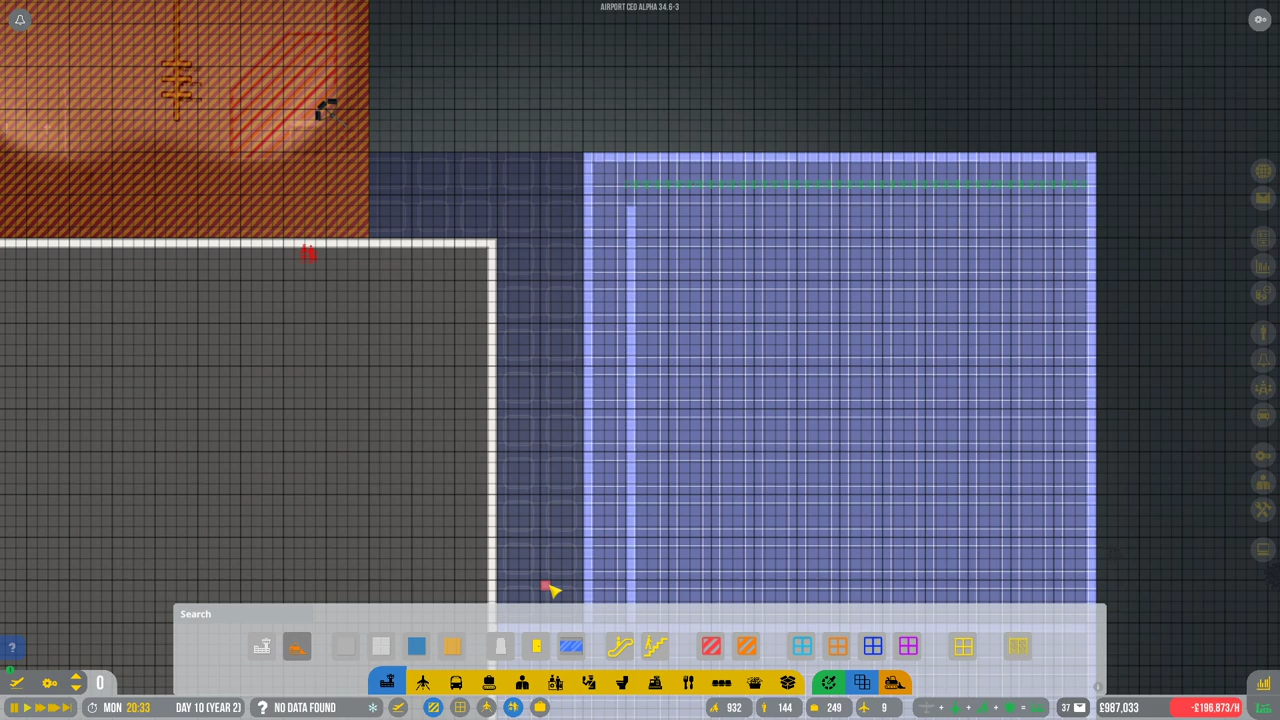 AIRPORT CEO ALPHA 34.6-3
Search
0
MON 20:33
DAY 10 (YEAR 2)
? NO DATA FOUND
932
144
249
9
37
£987,033
-£196,873/H